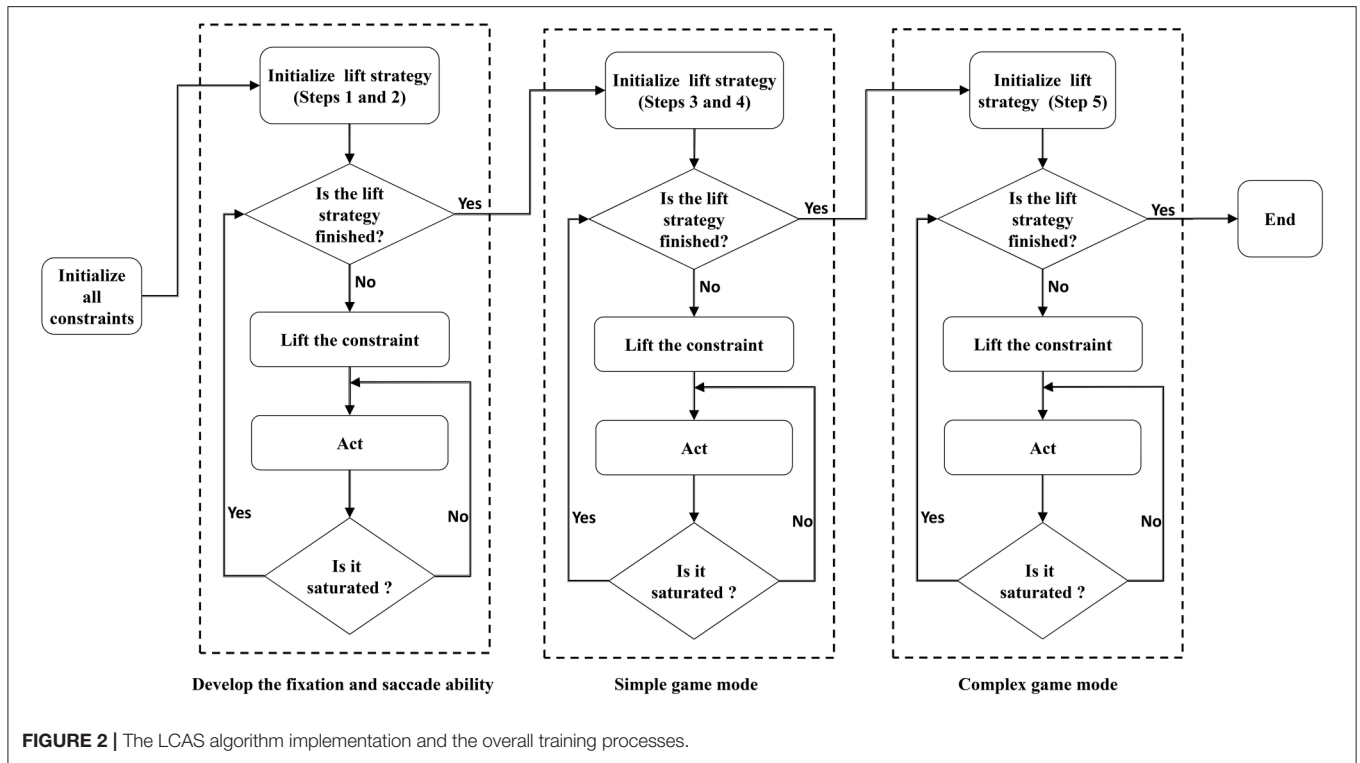 Initialize
all
constraints
Initialize lift strategy
(Steps 1 and 2)
Is the lift
strategy
finished?
Yes
No
Lift the constraint
Act
Yes
No
Is it
saturated ?
Develop the fixation and saccade ability
Initialize lift strategy
(Steps 3 and 4)
Is the lift
strategy
finished?
Yes
No
Lift the constraint
Act
Yes
No
Is it
saturated ?
Simple game mode
Initialize lift
strategy (Step 5)
Is the lift
strategy
finished?
Yes
No
Lift the constraint
Act
Yes
No
Is it
saturated ?
Complex game mode
End
FIGURE 2 | The LCAS algorithm implementation and the overall training processes.